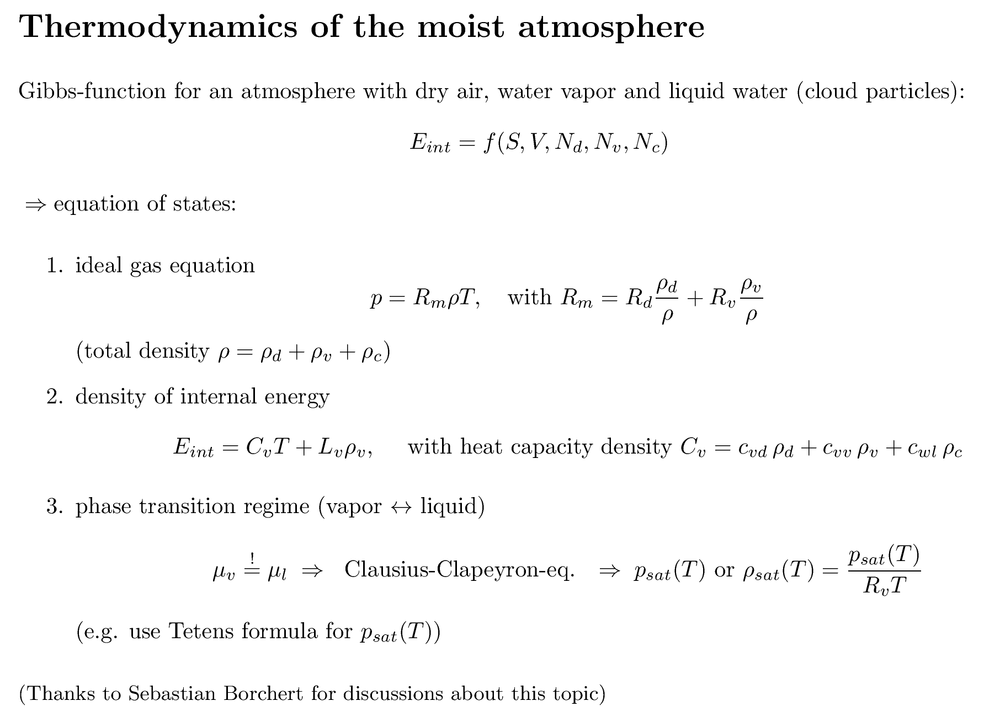 Thermodynamics of the moist atmosphere
Gibbs-function for an atmosphere with dry air, water vapor and liquid water (cloud particles):
$E_{int} = f(S, V, N_d, N_v, N_c)$
⇒ equation of states:
1. ideal gas equation
$p = R_m \rho T, \quad \text{with } R_m = R_d \frac{\rho_d}{\rho} + R_v \frac{\rho_v}{\rho}$
(total density $\rho = \rho_d + \rho_v + \rho_c$)
2. density of internal energy
$E_{int} = C_v T + L_v \rho_v, \quad \text{with heat capacity density } C_v = c_{vd}\, \rho_d + c_{vv}\, \rho_v + c_{wl}\, \rho_c$
3. phase transition regime (vapor ↔ liquid)
$\mu_v \overset{!}{=} \mu_l \Rightarrow \text{Clausius-Clapeyron-eq.} \Rightarrow p_{sat}(T) \text{ or } \rho_{sat}(T) = \frac{p_{sat}(T)}{R_v T}$
(e.g. use Tetens formula for $p_{sat}(T)$)
(Thanks to Sebastian Borchert for discussions about this topic)